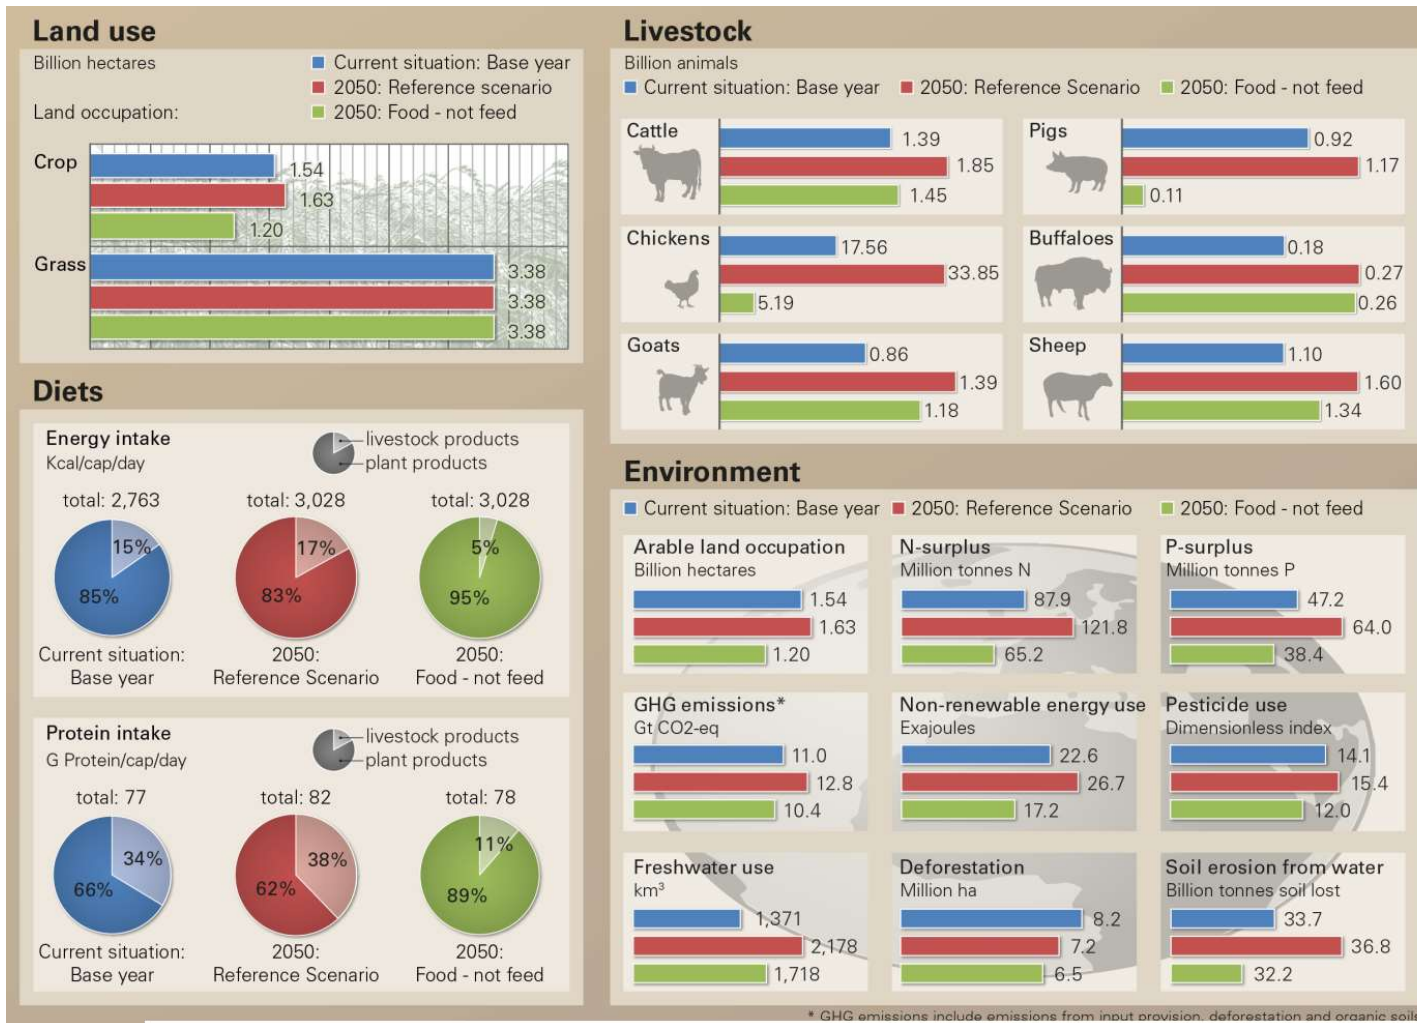 Land use
Billion hectares
Current situation: Base year
2050: Reference scenario
Land occupation:
2050: Food - not feed
Crop
1.54
1.63
1.20
Grass
3.38
3.38
3.38
Diets
Energy intake
Kcal/cap/day
livestock products
plant products
total: 2,763
total: 3,028
total: 3,028
15%
85%
17%
83%
5%
95%
Current situation:
Base year
2050:
Reference Scenario
2050:
Food - not feed
Protein intake
G Protein/cap/day
livestock products
plant products
total: 77
total: 82
total: 78
34%
66%
38%
62%
11%
89%
Current situation:
Base year
2050:
Reference Scenario
2050:
Food - not feed
Livestock
Billion animals
Current situation: Base year
2050: Reference Scenario
2050: Food - not feed
Cattle
1.39
1.85
1.45
Pigs
0.92
1.17
0.11
Chickens
17.56
33.85
5.19
Buffaloes
0.18
0.27
0.26
Goats
0.86
1.39
1.18
Sheep
1.10
1.60
1.34
Environment
Current situation: Base year
2050: Reference Scenario
2050: Food - not feed
Arable land occupation
Billion hectares
1.54
1.63
1.20
N-surplus
Million tonnes N
87.9
121.8
65.2
P-surplus
Million tonnes P
47.2
64.0
38.4
GHG emissions*
Gt CO2-eq
11.0
12.8
10.4
Non-renewable energy use
Exajoules
22.6
26.7
17.2
Pesticide use
Dimensionless index
14.1
15.4
12.0
Freshwater use
km³
1,371
2,178
1,718
Deforestation
Million ha
8.2
7.2
6.5
Soil erosion from water
Billion tonnes soil lost
33.7
36.8
32.2
* GHG emissions include emissions from input provision, deforestation and organic soils